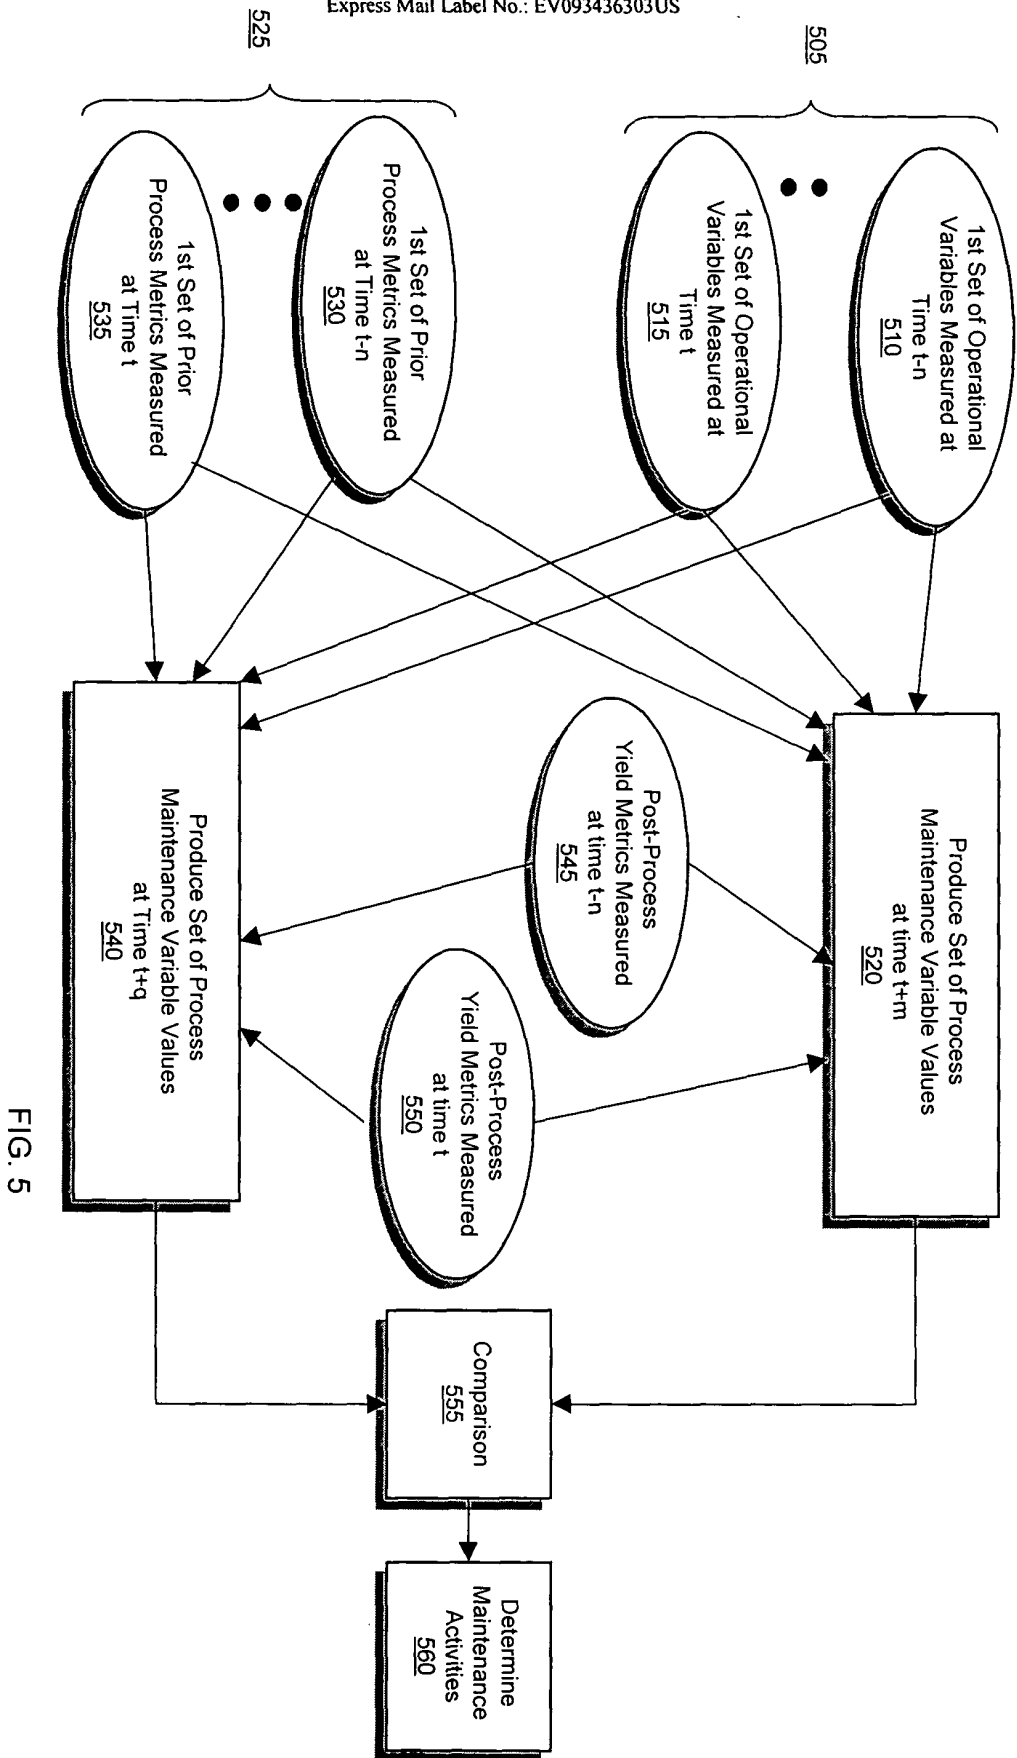 Express Mail Label No.: EV093436303US
505
1st Set of Operational
Variables Measured at
Time t-n
510
1st Set of Operational
Variables Measured at
Time t
515
525
1st Set of Prior
Process Metrics Measured
at Time t-n
530
1st Set of Prior
Process Metrics Measured
at Time t
535
Produce Set of Process
Maintenance Variable Values
at time t+m
520
Post-Process
Yield Metrics Measured
at time t-n
545
Post-Process
Yield Metrics Measured
at time t
550
Produce Set of Process
Maintenance Variable Values
at Time t+q
540
Comparison
555
Determine
Maintenance
Activities
560
FIG. 5